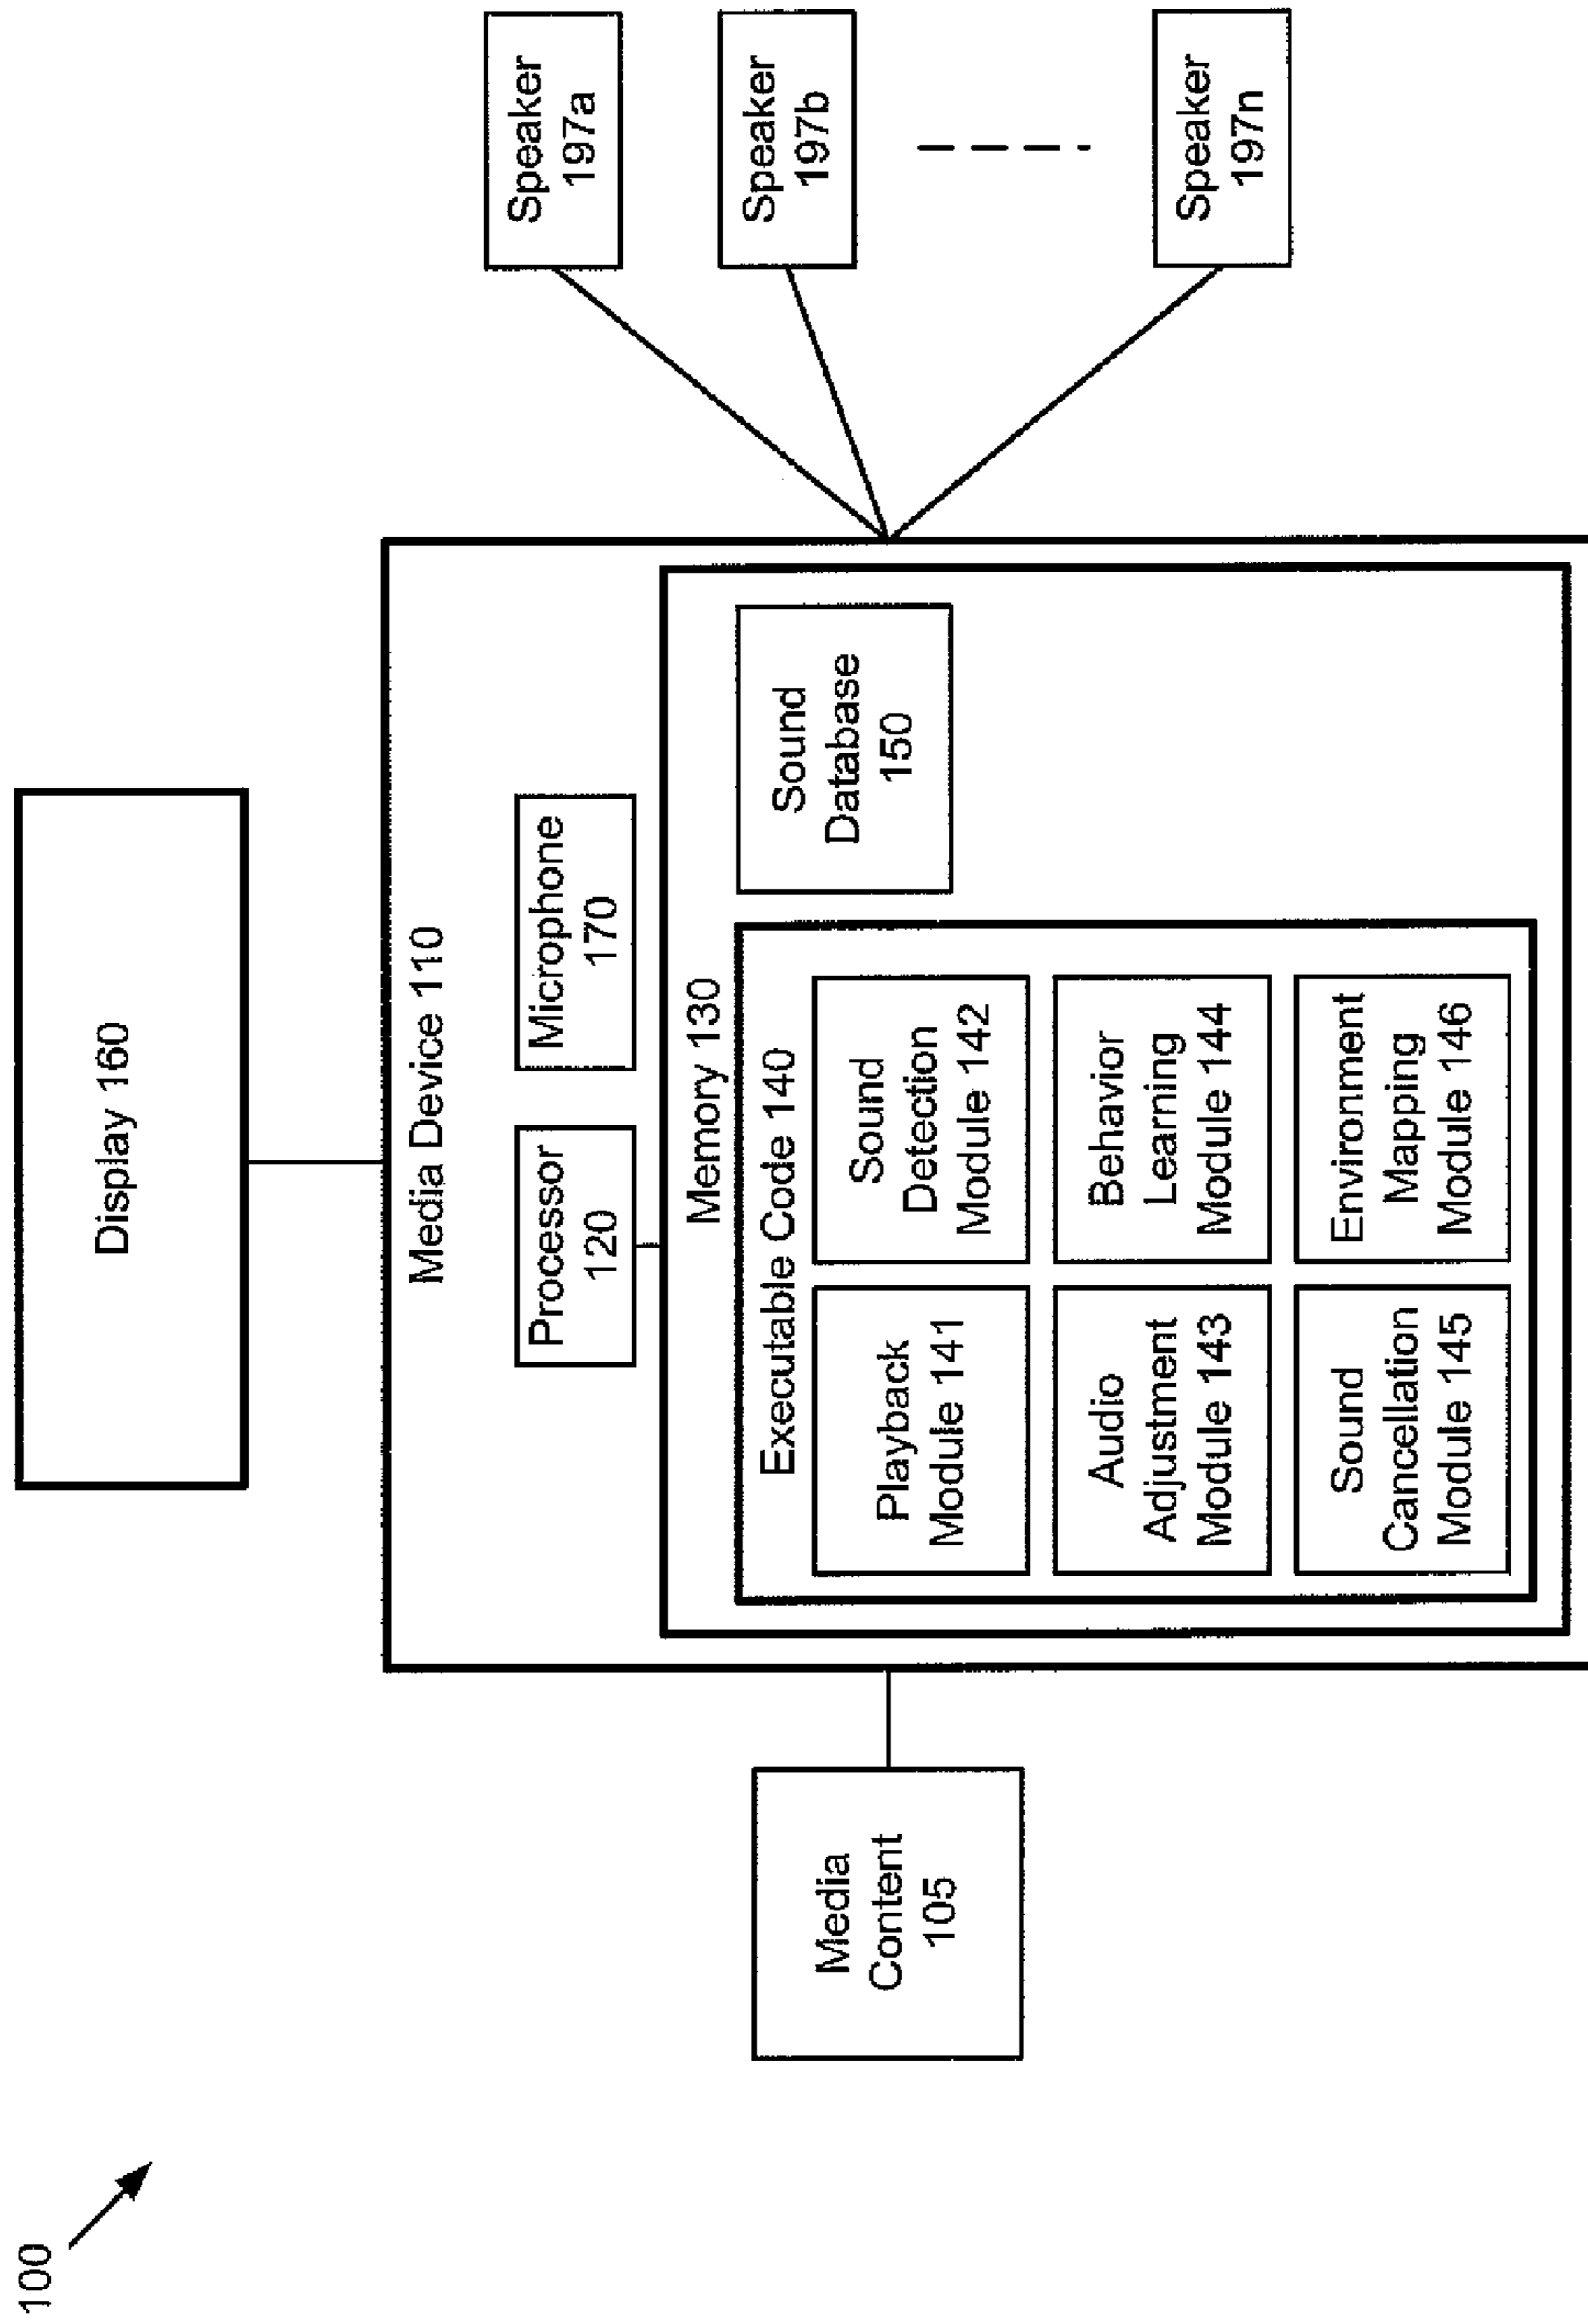 100
Display 160
Media Device 110
Processor
120
Microphone
170
Memory 130
Executable Code 140
Playback
Module 141
Sound
Detection
Module 142
Audio
Adjustment
Module 143
Behavior
Learning
Module 144
Sound
Cancellation
Module 145
Environment
Mapping
Module 146
Sound
Database
150
Media
Content
105
Speaker
197a
Speaker
197b
Speaker
197n